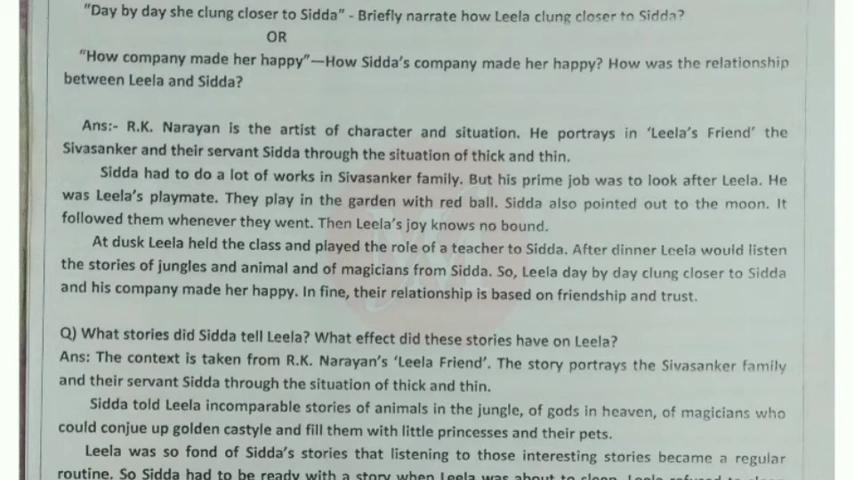 "Day by day she clung closer to Sidda" - Briefly narrate how Leela clung closer to Sidda?
OR
"How company made her happy"—How Sidda's company made her happy? How was the relationship
between Leela and Sidda?
Ans:- R.K. Narayan is the artist of character and situation. He portrays in 'Leela's Friend' the
Sivasanker and their servant Sidda through the situation of thick and thin.
Sidda had to do a lot of works in Sivasanker family. But his prime job was to look after Leela. He
was Leela's playmate. They play in the garden with red ball. Sidda also pointed out to the moon. It
followed them whenever they went. Then Leela's joy knows no bound.
At dusk Leela held the class and played the role of a teacher to Sidda. After dinner Leela would listen
the stories of jungles and animal and of magicians from Sidda. So, Leela day by day clung closer to Sidda
and his company made her happy. In fine, their relationship is based on friendship and trust.
Q) What stories did Sidda tell Leela? What effect did these stories have on Leela?
Ans: The context is taken from R.K. Narayan's 'Leela Friend'. The story portrays the Sivasanker family
and their servant Sidda through the situation of thick and thin.
Sidda told Leela incomparable stories of animals in the jungle, of gods in heaven, of magicians who
could conjue up golden castyle and fill them with little princesses and their pets.
Leela was so fond of Sidda's stories that listening to those interesting stories became a regular
routine. So Sidda had to be ready with a story when Leela was about to sleep. Leela refused to sleep